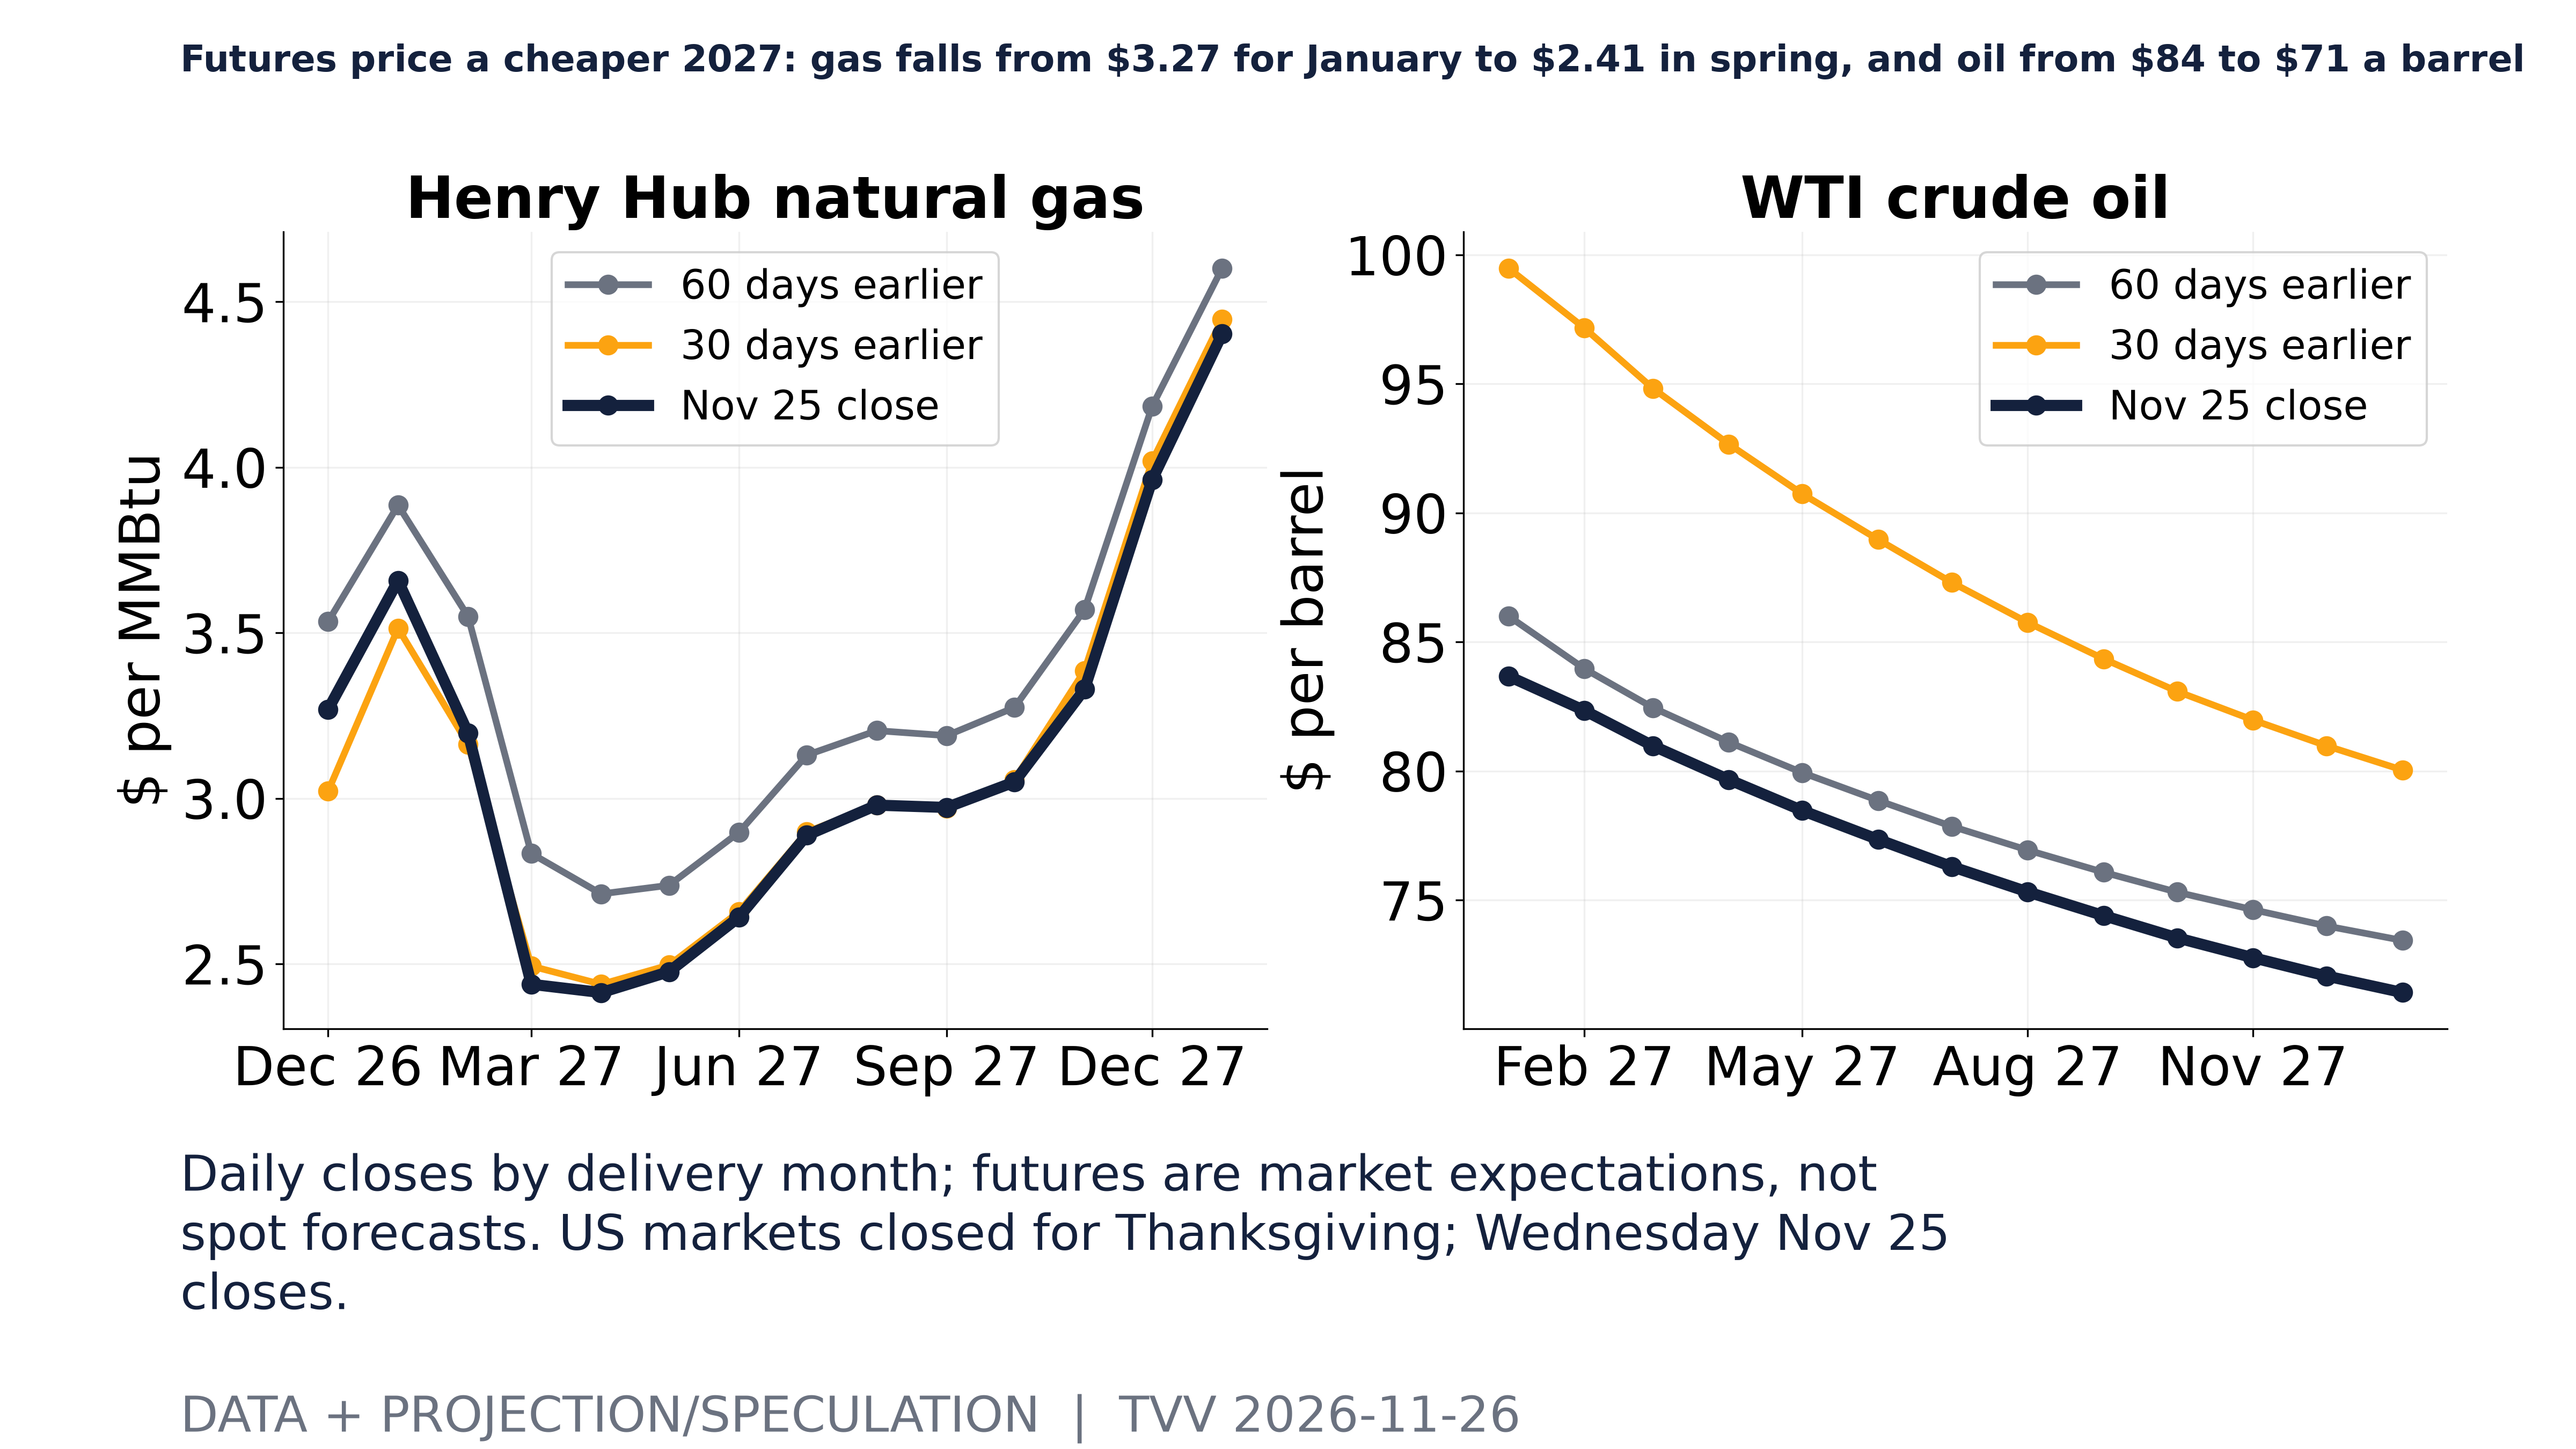 Futures price a cheaper 2027: gas falls from $3.27 for January to $2.41 in spring, and oil from $84 to $71 a barrel
Henry Hub natural gas
$ per MMBtu
4.5
4.0
3.5
3.0
2.5
60 days earlier
30 days earlier
Nov 25 close
Dec 26 Mar 27 Jun 27 Sep 27 Dec 27
WTI crude oil
$ per barrel
100
95
90
85
80
75
60 days earlier
30 days earlier
Nov 25 close
Feb 27 May 27 Aug 27 Nov 27
Daily closes by delivery month; futures are market expectations, not
spot forecasts. US markets closed for Thanksgiving; Wednesday Nov 25
closes.
DATA + PROJECTION/SPECULATION | TVV 2026-11-26